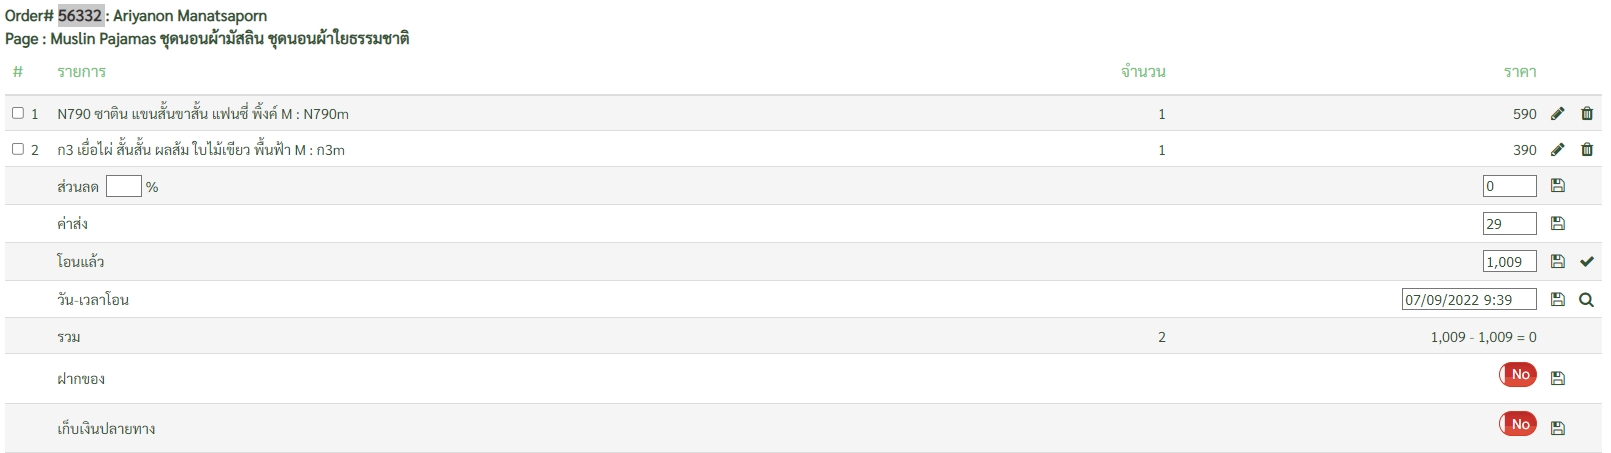 Order# 56332 : Ariyanon Manatsaporn
Page : Muslin Pajamas ชุดนอนผ้ามัสลิน ชุดนอนผ้าใยธรรมชาติ
# รายการ จำนวน ราคา
1 N790 ซาติน แขนสั้นขาสั้น แฟนซี่ พิ้งค์ M : N790m 1 590
2 ก3 เยื่อไผ่ สั้นสั้น ผลส้ม ใบไม้เขียว พื้นฟ้า M : ก3m 1 390
ส่วนลด % 0
ค่าส่ง 29
โอนแล้ว 1,009
วัน-เวลาโอน 07/09/2022 9:39
รวม 2 1,009 - 1,009 = 0
ฝากของ No
เก็บเงินปลายทาง No